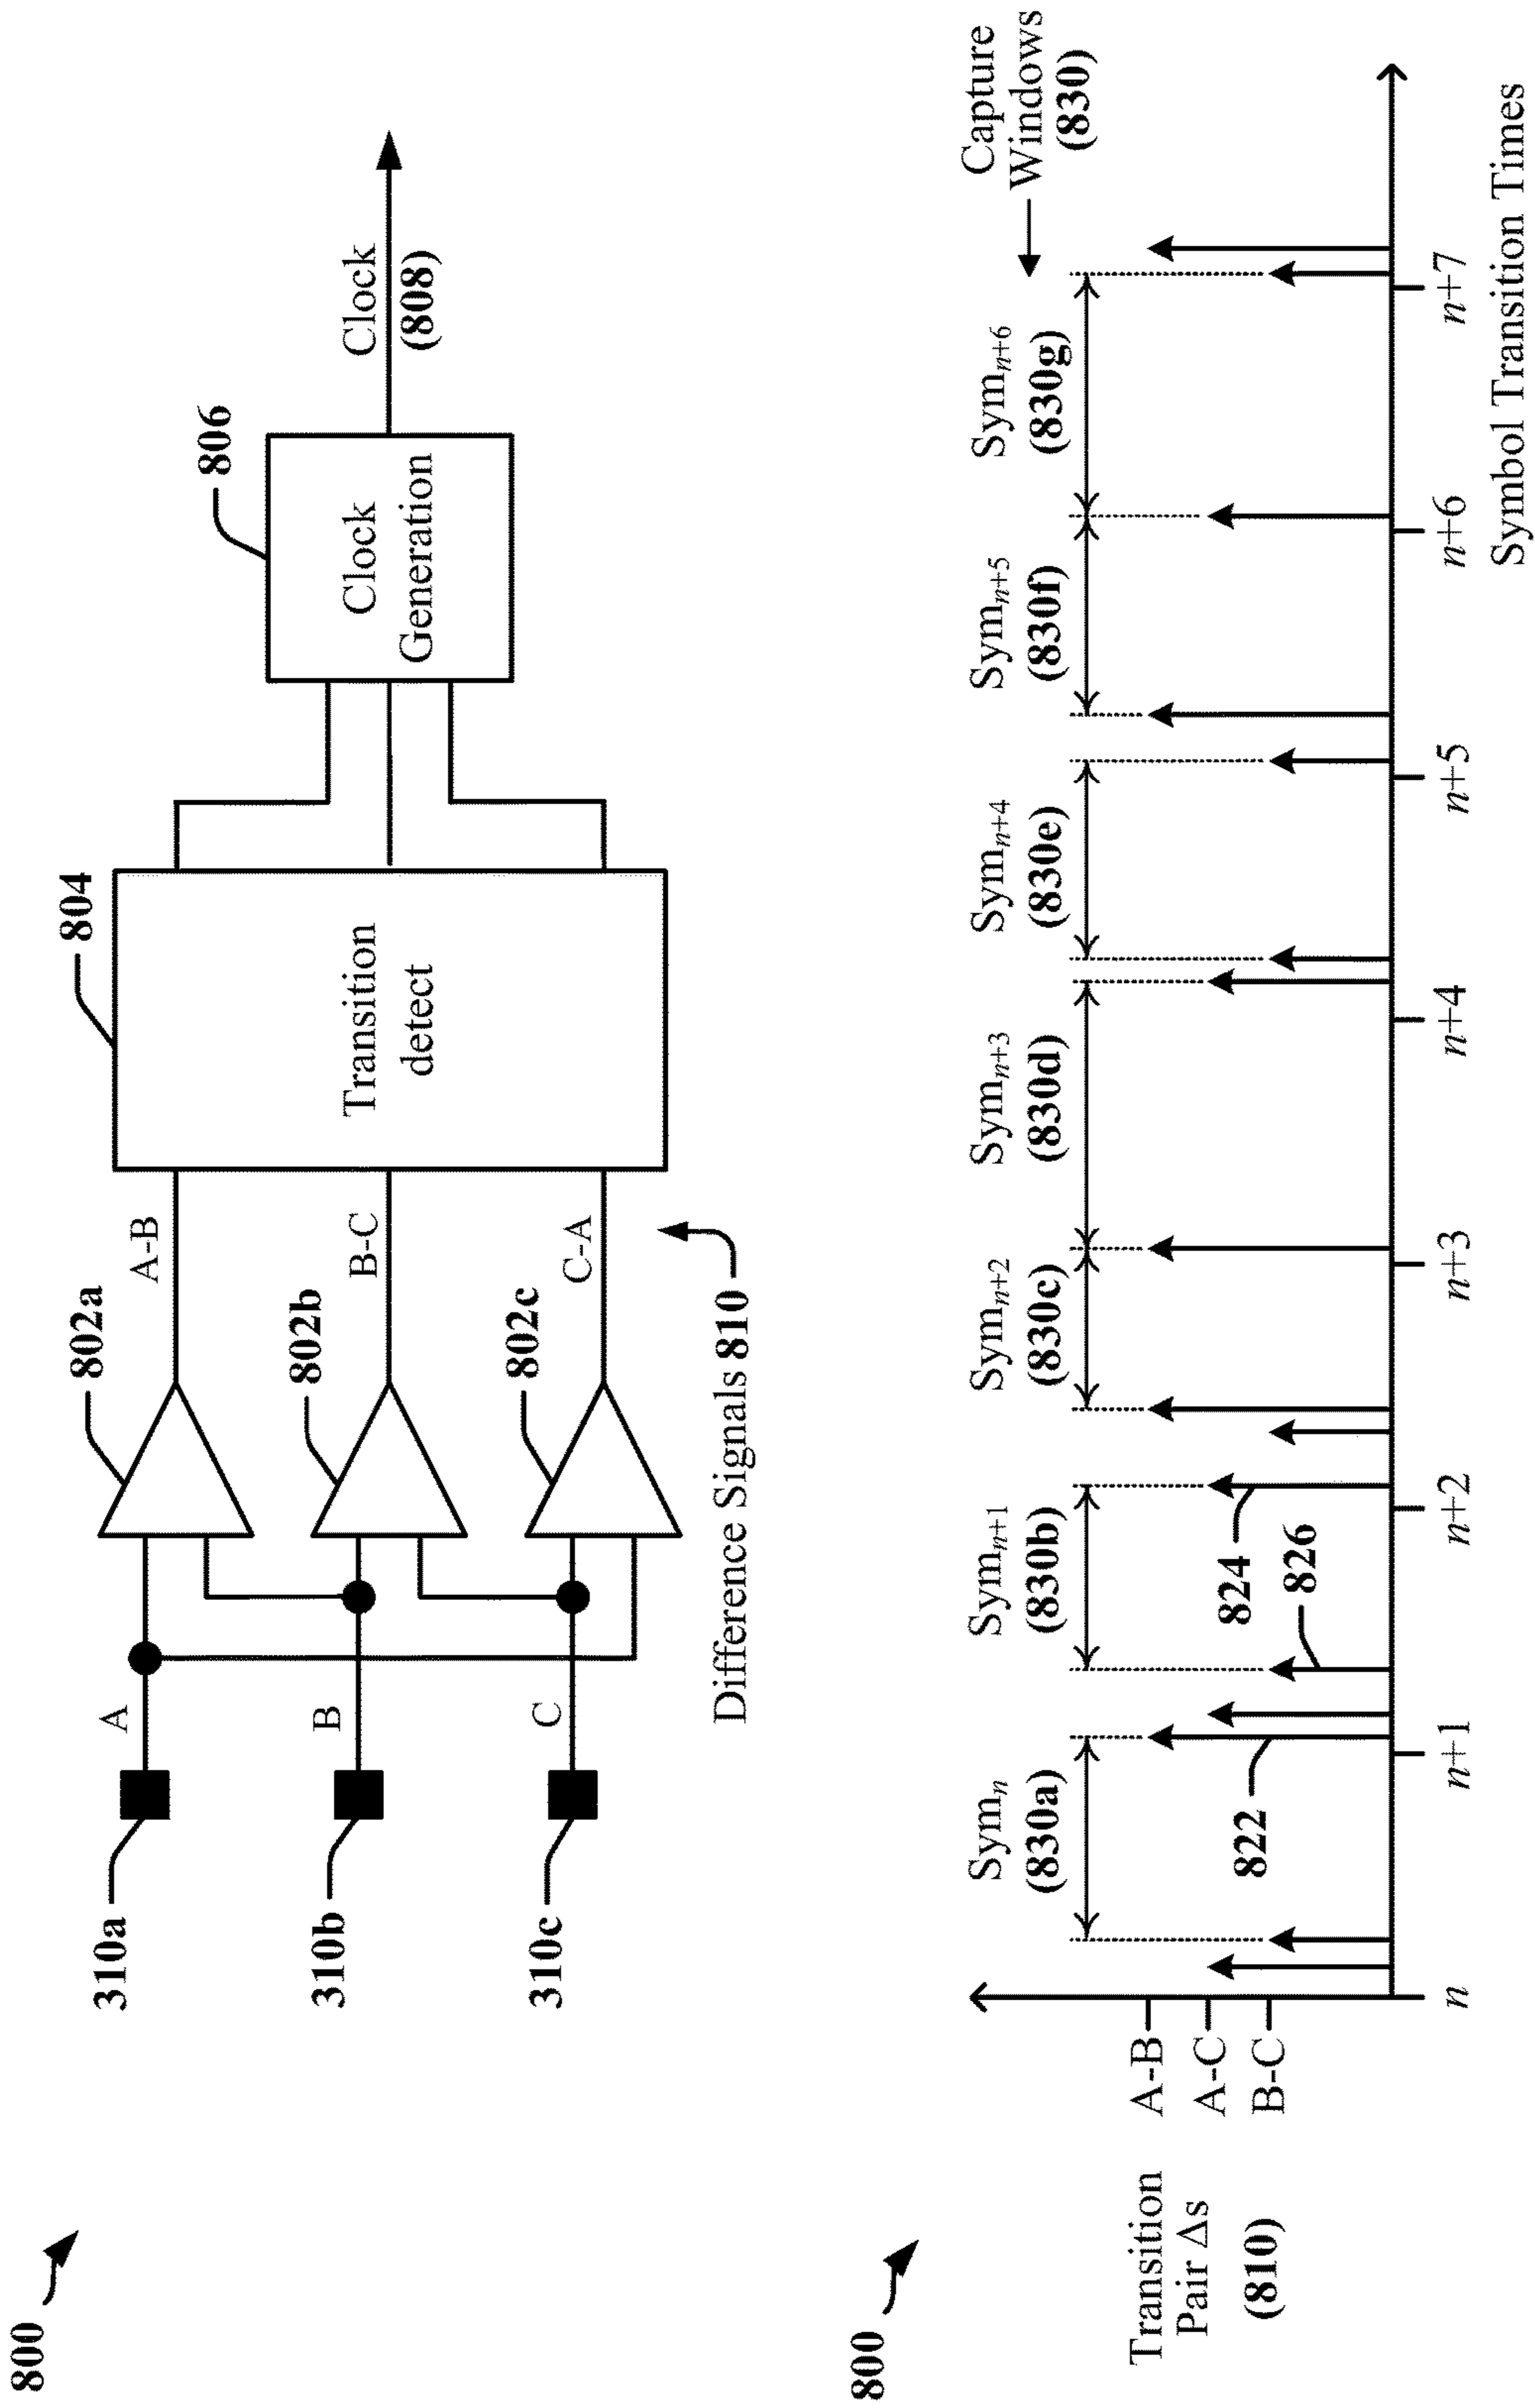 800
310a
310b
310c
A
B
C
802a
802b
802c
A-B
B-C
C-A
Difference Signals 810
804
Transition
detect
806
Clock
Generation
Clock
(808)
800
Transition
Pair Δs
(810)
A-B
A-C
B-C
Symn
(830a)
Symn+1
(830b)
Symn+2
(830c)
Symn+3
(830d)
Symn+4
(830e)
Symn+5
(830f)
Symn+6
(830g)
Capture
Windows
(830)
822
824
826
n
n+1
n+2
n+3
n+4
n+5
n+6
n+7
Symbol Transition Times